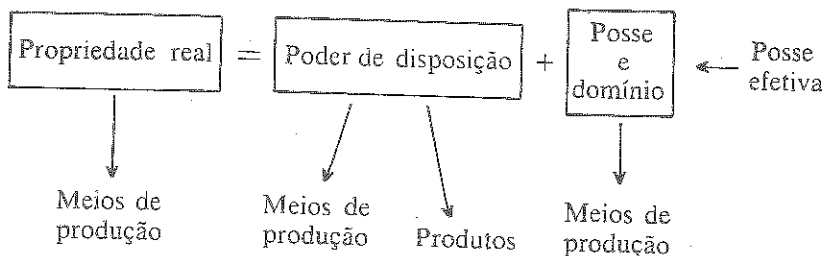 Propriedade real = Poder de disposição + Posse
e
domínio
Posse
efetiva
Meios de
produção
Meios de
produção
Produtos
Meios de
produção